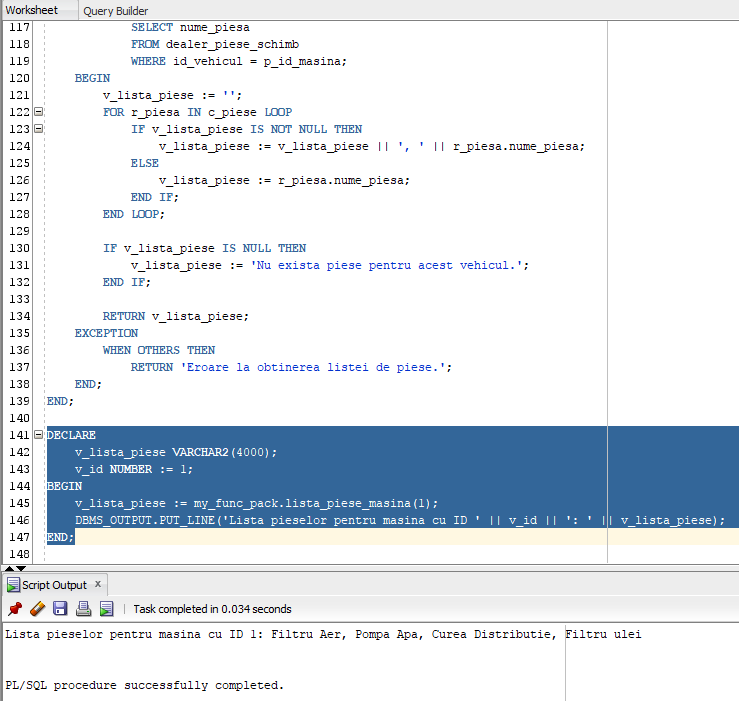 Worksheet Query Builder
117 SELECT nume_piesa
118 FROM dealer_piese_schimb
119 WHERE id_vehicul = p_id_masina;
120 BEGIN
121 v_lista_piese := '';
122 FOR r_piesa IN c_piese LOOP
123 IF v_lista_piese IS NOT NULL THEN
124 v_lista_piese := v_lista_piese || ', ' || r_piesa.nume_piesa;
125 ELSE
126 v_lista_piese := r_piesa.nume_piesa;
127 END IF;
128 END LOOP;
129
130 IF v_lista_piese IS NULL THEN
131 v_lista_piese := 'Nu exista piese pentru acest vehicul.';
132 END IF;
133
134 RETURN v_lista_piese;
135 EXCEPTION
136 WHEN OTHERS THEN
137 RETURN 'Eroare la obtinerea listei de piese.';
138 END;
139 END;
140
141 DECLARE
142 v_lista_piese VARCHAR2(4000);
143 v_id NUMBER := 1;
144 BEGIN
145 v_lista_piese := my_func_pack.lista_piese_masina(1);
146 DBMS_OUTPUT.PUT_LINE('Lista pieselor pentru masina cu ID ' || v_id || ': ' || v_lista_piese);
147 END;
148
Script Output x
Task completed in 0.034 seconds
Lista pieselor pentru masina cu ID 1: Filtru Aer, Pompa Apa, Curea Distributie, Filtru ulei
PL/SQL procedure successfully completed.